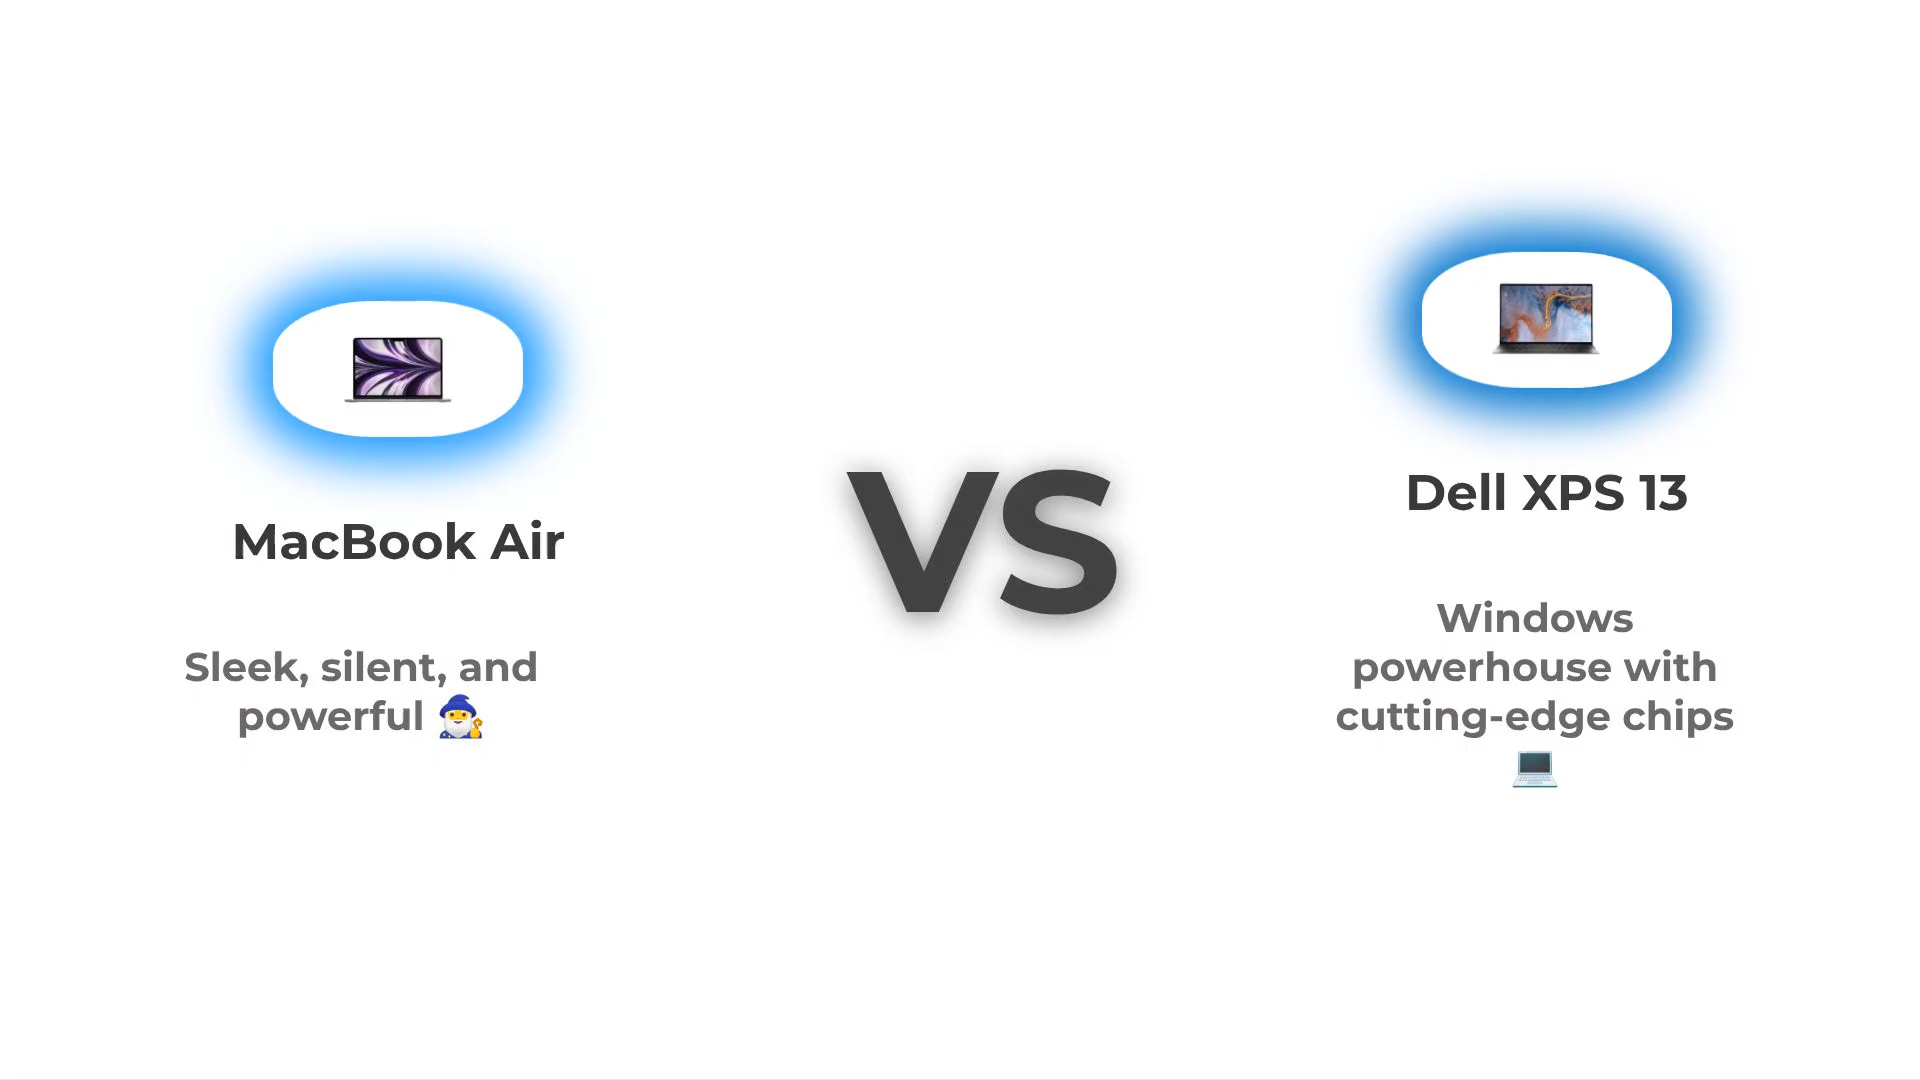 MacBook Air
Sleek, silent, and
powerful 🧙‍♂️
VS
Dell XPS 13
Windows
powerhouse with
cutting-edge chips
💻